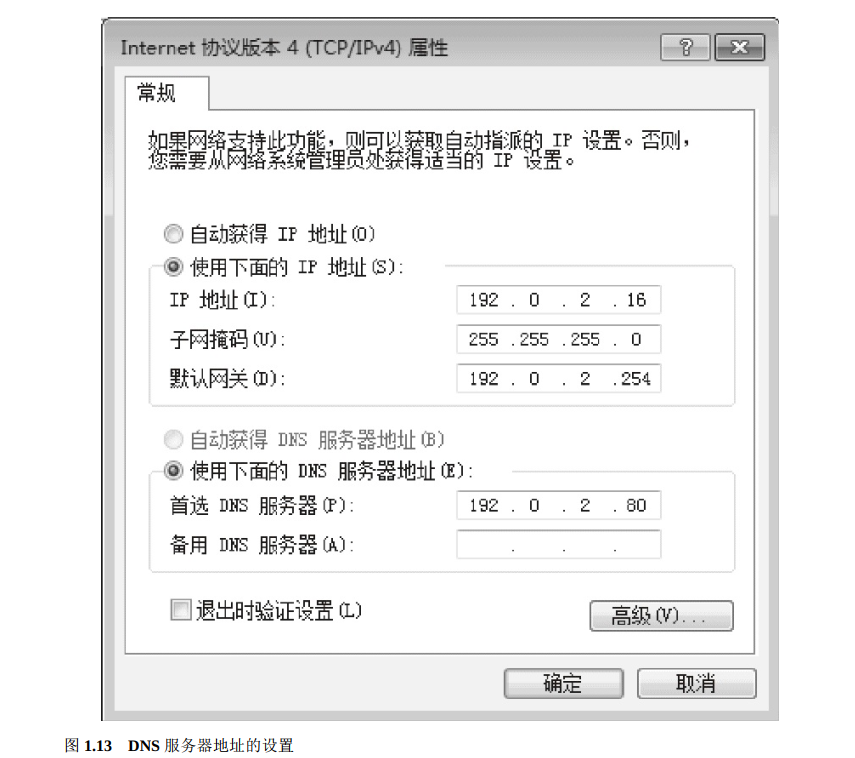 Internet 协议版本 4 (TCP/IPv4) 属性
?
常规
如果网络支持此功能，则可以获取自动指派的 IP 设置。否则，
您需要从网络系统管理员处获得适当的 IP 设置。
自动获得 IP 地址(O)
使用下面的 IP 地址(S):
IP 地址(I): 192 . 0 . 2 . 16
子网掩码(U): 255 . 255 . 255 . 0
默认网关(D): 192 . 0 . 2 . 254
自动获得 DNS 服务器地址(B)
使用下面的 DNS 服务器地址(E):
首选 DNS 服务器(P): 192 . 0 . 2 . 80
备用 DNS 服务器(A): . . .
退出时验证设置(L)
高级(V)...
确定 取消
图 1.13 DNS 服务器地址的设置